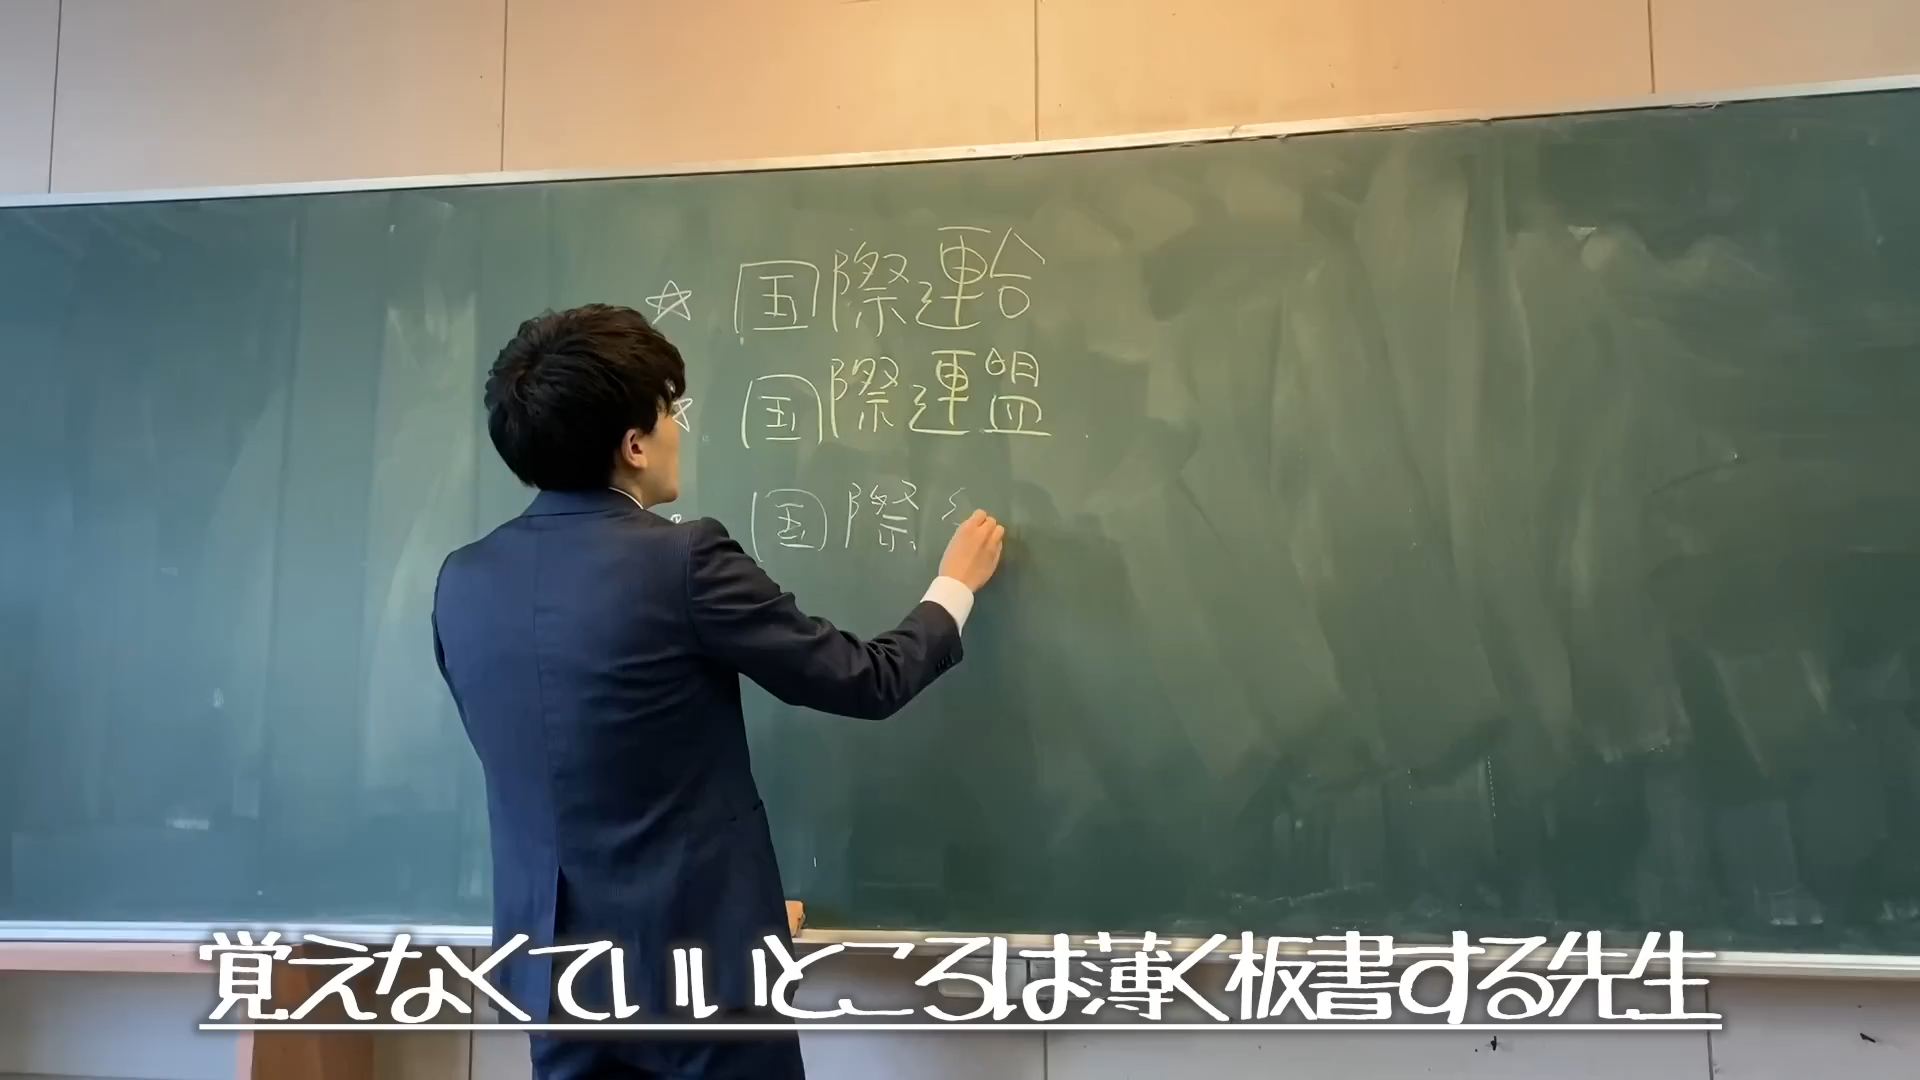 ☆ 国際連合
☆ 国際連盟
国際
覚えなくていいところは薄く板書する先生